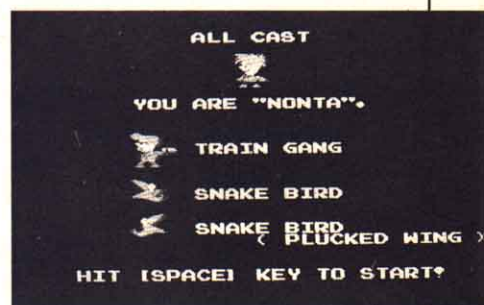 ALL CAST
YOU ARE "NONTA".
TRAIN GANG
SNAKE BIRD
SNAKE BIRD
( PLUCKED WING )
HIT [SPACE] KEY TO START?